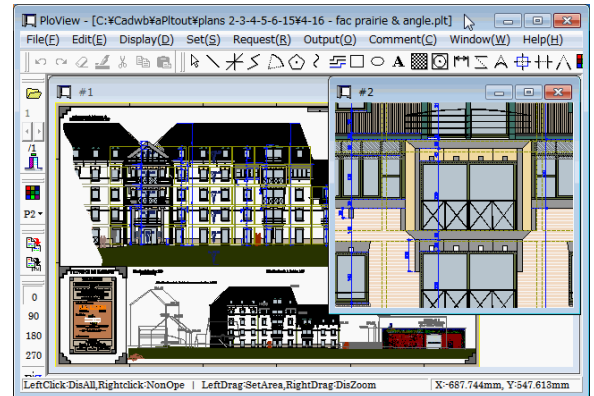 PloView - [C:¥Cadwb¥aPltout¥plans 2-3-4-5-6-15¥4-16 - fac prairie & angle.plt]
File(F) Edit(E) Display(D) Set(S) Request(R) Output(O) Comment(C) Window(W) Help(H)
A
#1
#2
1
/1
P2
0
90
180
270
LeftClick:DisAll,Rightclick:NonOpe | LeftDrag:SetArea,RightDrag:DisZoom X:-687.744mm, Y:547.613mm